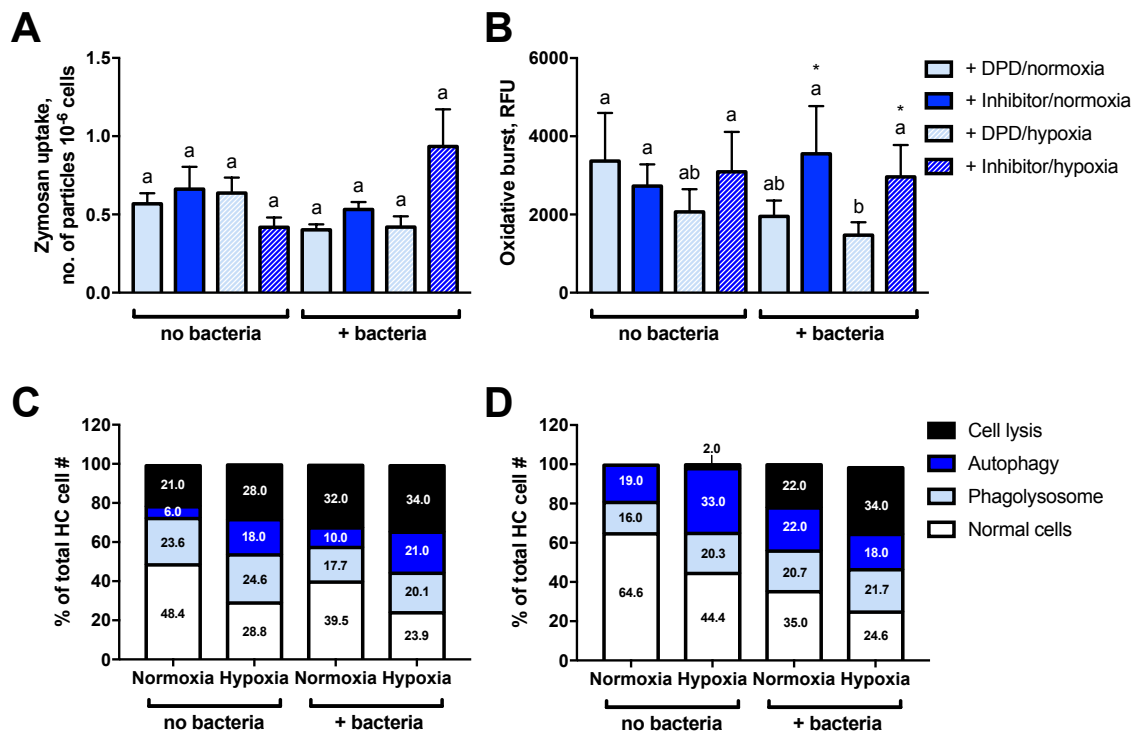 A
Zymosan uptake,
no. of particles 10-6 cells
1.5
1.0
0.5
0.0
a
a
a
a
a
a
a
a
no bacteria
+ bacteria
B
Oxidative burst, RFU
6000
4000
2000
0
a
a
ab
a
ab
*
a
b
*
a
no bacteria
+ bacteria
+ DPD/normoxia
+ Inhibitor/normoxia
+ DPD/hypoxia
+ Inhibitor/hypoxia
C
% of total HC cell #
120
100
80
60
40
20
0
21.0
6.0
23.6
48.4
28.0
18.0
24.6
28.8
32.0
10.0
17.7
39.5
34.0
21.0
20.1
23.9
Normoxia Hypoxia Normoxia Hypoxia
no bacteria
+ bacteria
D
% of total HC cell #
120
100
80
60
40
20
0
19.0
16.0
64.6
2.0
33.0
20.3
44.4
22.0
22.0
20.7
35.0
34.0
18.0
21.7
24.6
Normoxia Hypoxia Normoxia Hypoxia
no bacteria
+ bacteria
Cell lysis
Autophagy
Phagolysosome
Normal cells